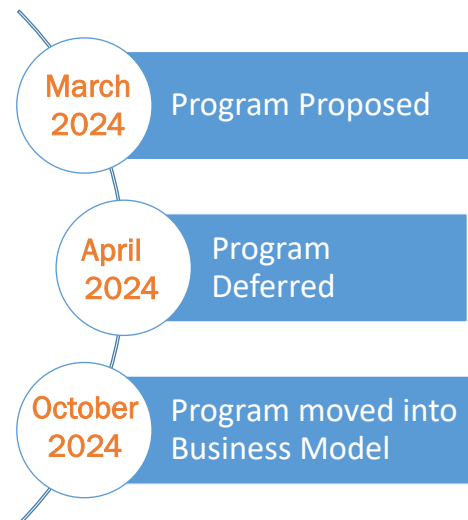 March
2024
Program Proposed
April
2024
Program
Deferred
October
2024
Program moved into
Business Model